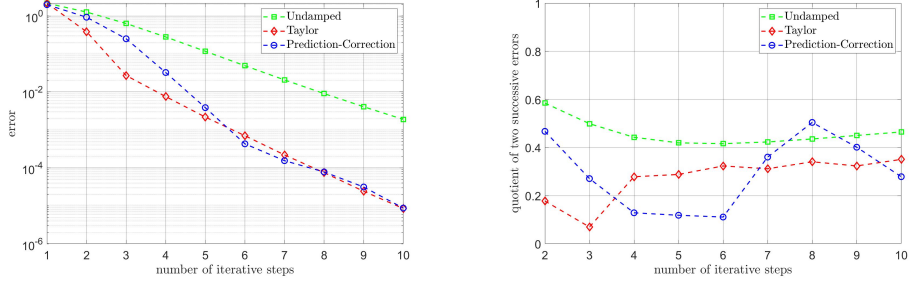 10^0
10^-2
10^-4
10^-6
error
1 2 3 4 5 6 7 8 9 10
number of iterative steps
Undamped
Taylor
Prediction-Correction
1
0.8
0.6
0.4
0.2
0
quotient of two successive errors
2 3 4 5 6 7 8 9 10
number of iterative steps
Undamped
Taylor
Prediction-Correction